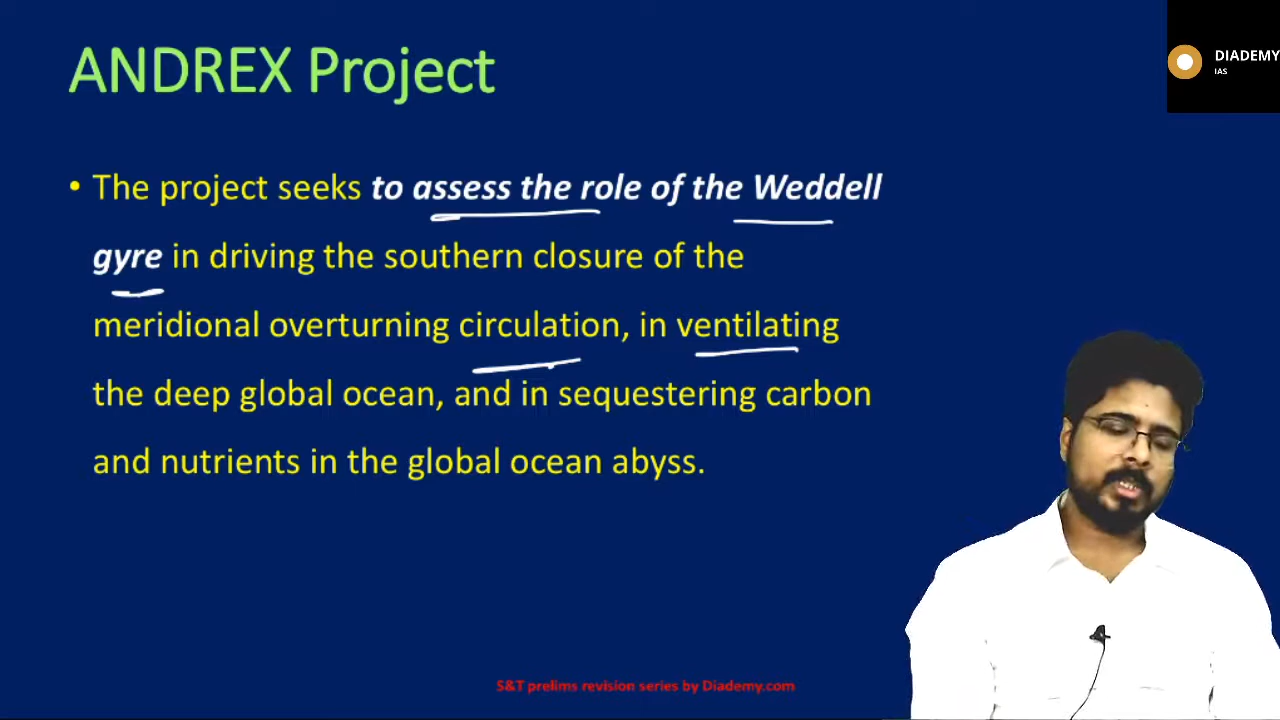 ANDREX Project
DIADEMY
IAS
• The project seeks to assess the role of the Weddell
gyre in driving the southern closure of the
meridional overturning circulation, in ventilating
the deep global ocean, and in sequestering carbon
and nutrients in the global ocean abyss.
S&T prelims revision series by Diademy.com